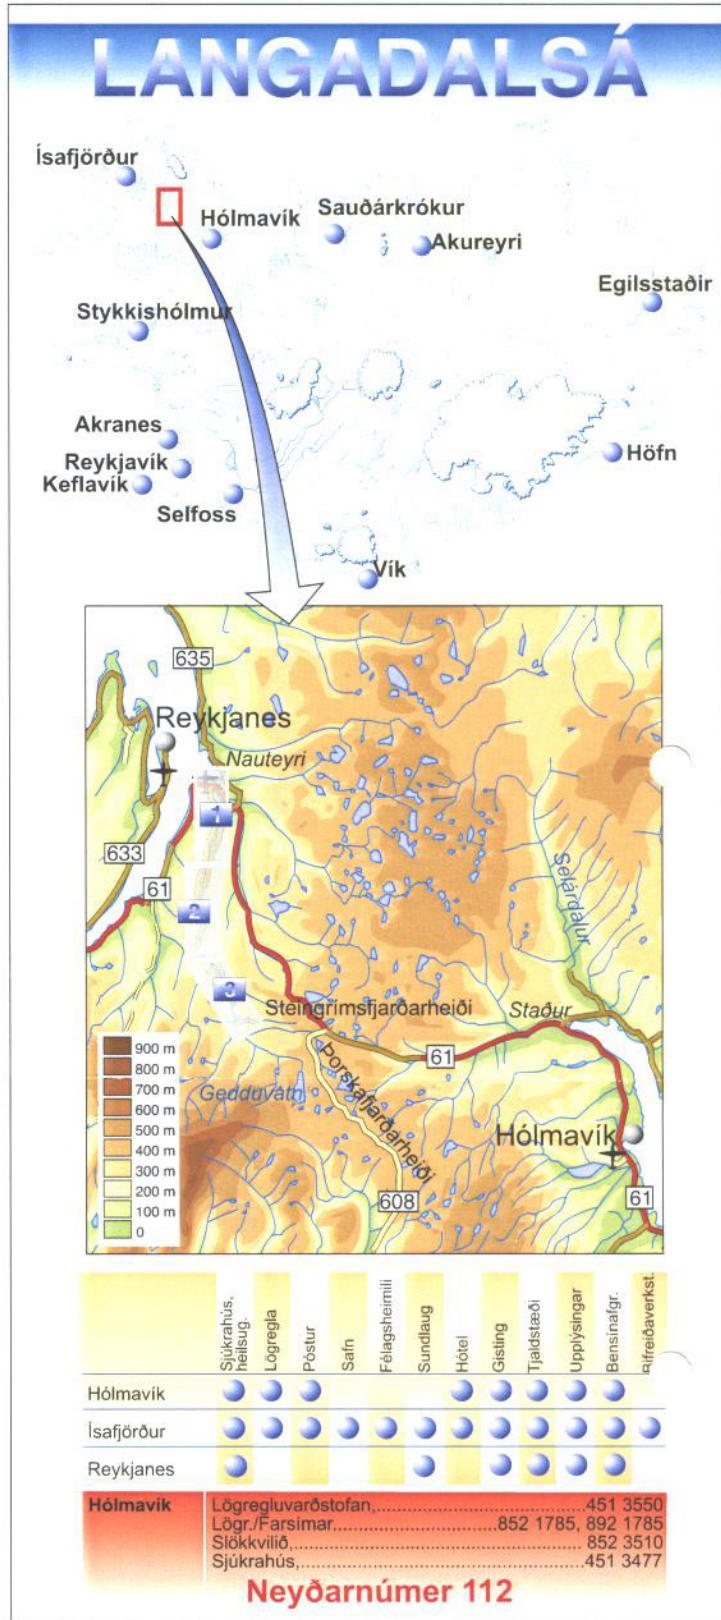 LANGADALSÁ
Ísafjörður
Hólmavík
Sauðárkrókur
Akureyri
Egilsstaðir
Stykkishólmur
Akranes
Reykjavík
Keflavík
Selfoss
Höfn
Vík
635
Reykjanes
Nauteyri
1
633
61
2
Selárdalur
3
Steingrímsfjarðarheiði
Staður
61
Þorskafjarðarheiði
Gedduvatn
Hólmavík
608
61
900 m
800 m
700 m
600 m
500 m
400 m
300 m
200 m
100 m
0
Sjúkrahús,
heilsug.
Lögregla
Póstur
Safn
Félagsheimili
Sundlaug
Hótel
Gisting
Tjaldstæði
Upplýsingar
Bensinafgr.
Bifreiðaverkst.
Hólmavík
Ísafjörður
Reykjanes
Hólmavík Lögregluvarðstofan,..............................451 3550
Lögr./Farsímar.......................852 1785, 892 1785
Slökkvilið,......................................... 852 3510
Sjúkrahús,.........................................451 3477
Neyðarnúmer 112